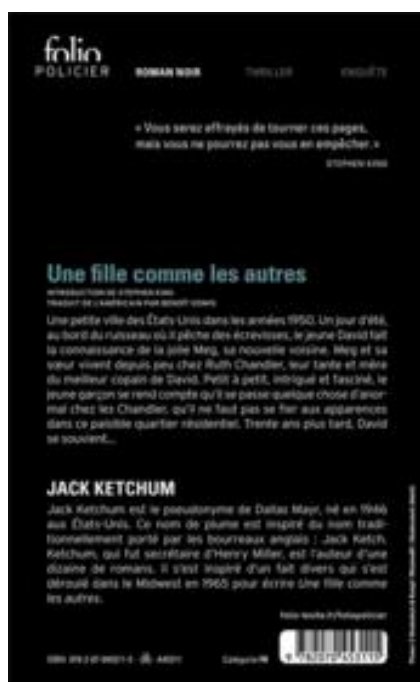 folio
POLICIER
ROMAN NOIR THRILLER ENQUÊTE
« Vous serez effrayés de tourner ces pages,
mais vous ne pourrez pas vous en empêcher. »
STEPHEN KING
Une fille comme les autres
INTRODUCTION DE STEPHEN KING
TRADUIT DE L'AMÉRICAIN PAR BENOÎT DOMIS
Une petite ville des États-Unis dans les années 1950. Un jour d'été,
au bord du ruisseau où il pêche des écrevisses, le jeune David fait
la connaissance de la jolie Meg, sa nouvelle voisine. Meg et sa
sœur vivent depuis peu chez Ruth Chandler, leur tante et mère
du meilleur copain de David. Petit à petit, intrigué et fasciné, le
jeune garçon se rend compte qu'il se passe quelque chose d'anor-
mal chez les Chandler, qu'il ne faut pas se fier aux apparences
dans ce paisible quartier résidentiel. Trente ans plus tard, David
se souvient...
JACK KETCHUM
Jack Ketchum est le pseudonyme de Dallas Mayr, né en 1946
aux États-Unis. Ce nom de plume est inspiré du nom tradi-
tionnellement porté par les bourreaux anglais : Jack Ketch.
Ketchum, qui fut secrétaire d'Henry Miller, est l'auteur d'une
dizaine de romans. Il s'est inspiré d'un fait divers qui s'est
déroulé dans le Midwest en 1965 pour écrire Une fille comme
les autres.
Catégorie